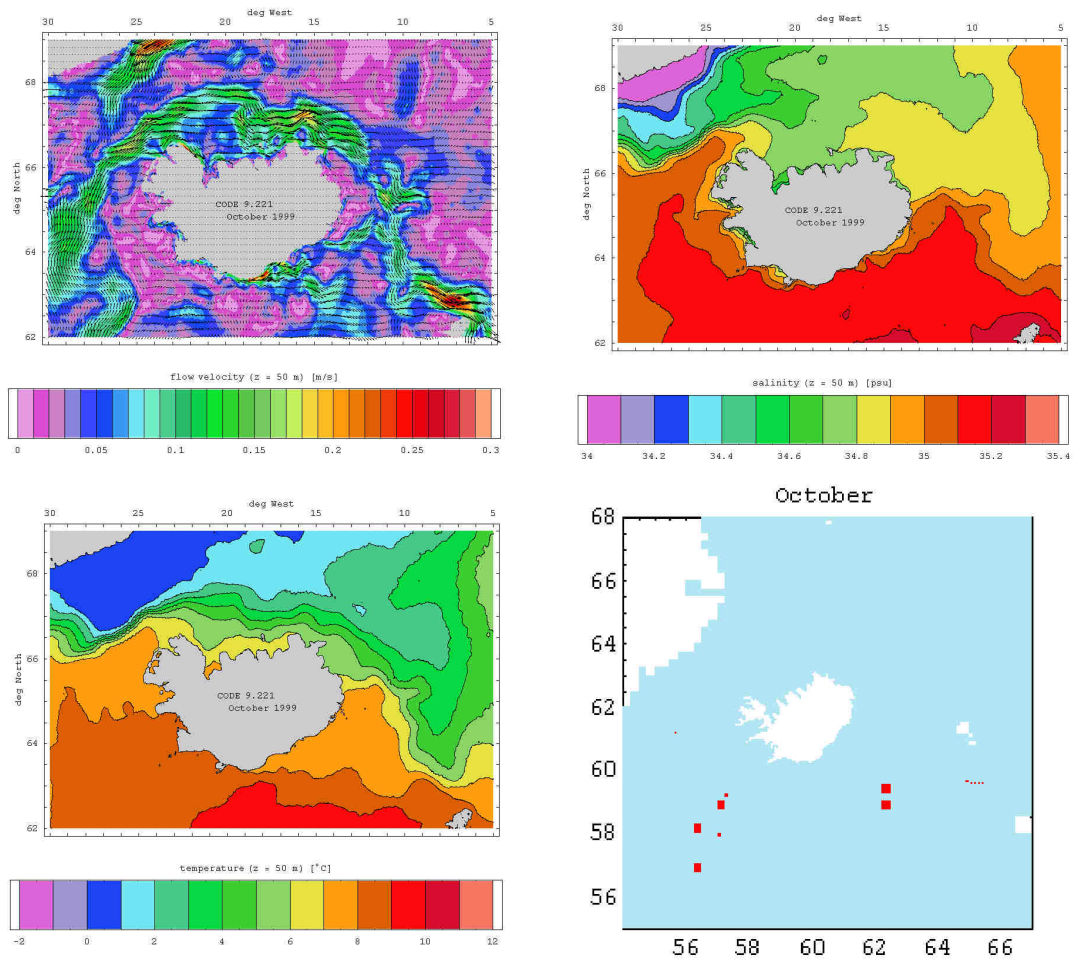 deg West
30 25 20 15 10 5
68
66
64
62
deg North
CODE 9.221
October 1999
flow velocity (z = 50 m) [m/s]
0 0.05 0.1 0.15 0.2 0.25 0.3
deg West
30 25 20 15 10 5
68
66
64
62
deg North
CODE 9.221
October 1999
salinity (z = 50 m) [psu]
34 34.2 34.4 34.6 34.8 35 35.2 35.4
deg West
30 25 20 15 10 5
68
66
64
62
deg North
CODE 9.221
October 1999
temperature (z = 50 m) [°C]
-2 0 2 4 6 8 10 12
October
68
66
64
62
60
58
56
56 58 60 62 64 66